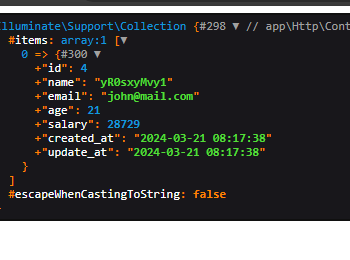 Illuminate\Support\Collection {#298 ▼ // app\Http\Cont
#items: array:1 [▼
0 => {#300 ▼
+"id": 4
+"name": "yR0sxyMvy1"
+"email": "john@mail.com"
+"age": 21
+"salary": 28729
+"created_at": "2024-03-21 08:17:38"
+"update_at": "2024-03-21 08:17:38"
}
]
#escapeWhenCastingToString: false